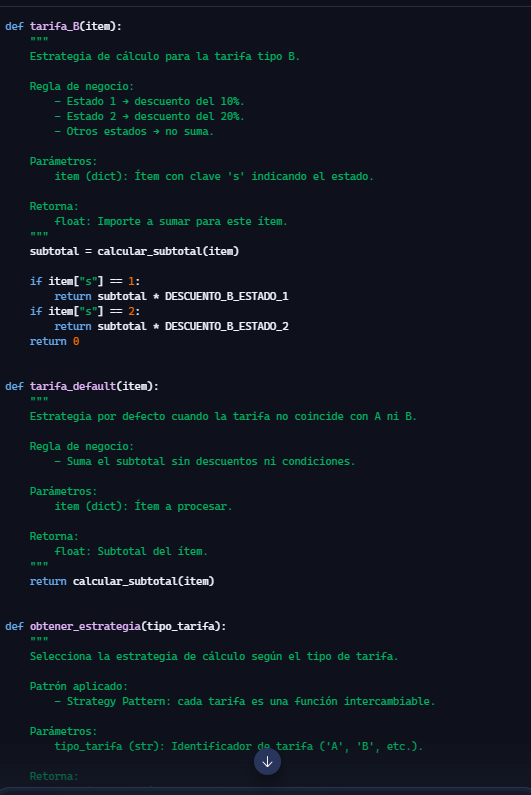 def tarifa_B(item):
    """
    Estrategia de cálculo para la tarifa tipo B.

    Regla de negocio:
        - Estado 1 → descuento del 10%.
        - Estado 2 → descuento del 20%.
        - Otros estados → no suma.

    Parámetros:
        item (dict): Ítem con clave 's' indicando el estado.

    Retorna:
        float: Importe a sumar para este ítem.
    """
    subtotal = calcular_subtotal(item)

    if item["s"] == 1:
        return subtotal * DESCUENTO_B_ESTADO_1
    if item["s"] == 2:
        return subtotal * DESCUENTO_B_ESTADO_2
    return 0


def tarifa_default(item):
    """
    Estrategia por defecto cuando la tarifa no coincide con A ni B.

    Regla de negocio:
        - Suma el subtotal sin descuentos ni condiciones.

    Parámetros:
        item (dict): Ítem a procesar.

    Retorna:
        float: Subtotal del ítem.
    """
    return calcular_subtotal(item)


def obtener_estrategia(tipo_tarifa):
    """
    Selecciona la estrategia de cálculo según el tipo de tarifa.

    Patrón aplicado:
        - Strategy Pattern: cada tarifa es una función intercambiable.

    Parámetros:
        tipo_tarifa (str): Identificador de tarifa ('A', 'B', etc.).

    Retorna: